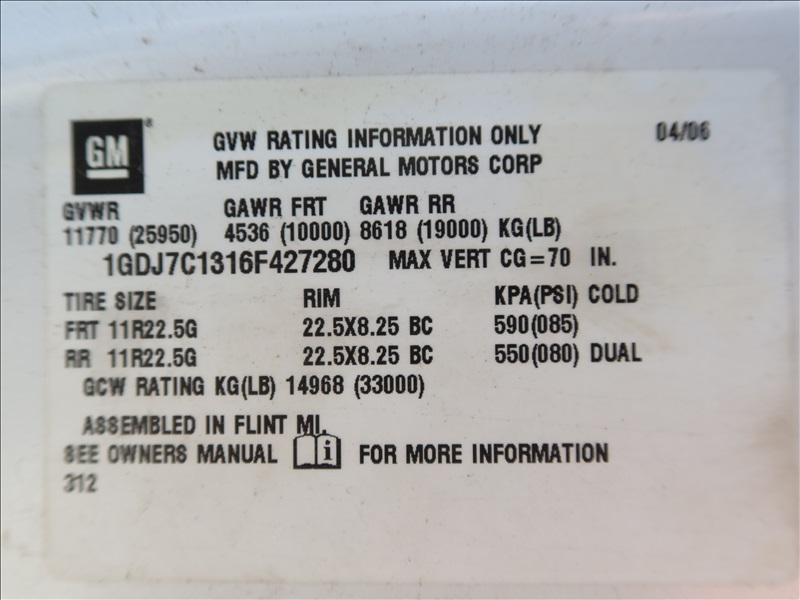 GM® GVW RATING INFORMATION ONLY 04/06
MFD BY GENERAL MOTORS CORP
GVWR GAWR FRT GAWR RR
11770 (25950) 4536 (10000) 8618 (19000) KG(LB)
1GDJ7C1316F427280 MAX VERT CG=70 IN.
TIRE SIZE RIM KPA(PSI) COLD
FRT 11R22.5G 22.5X8.25 BC 590(085)
RR 11R22.5G 22.5X8.25 BC 550(080) DUAL
GCW RATING KG(LB) 14968 (33000)
ASSEMBLED IN FLINT MI.
SEE OWNERS MANUAL i FOR MORE INFORMATION
312